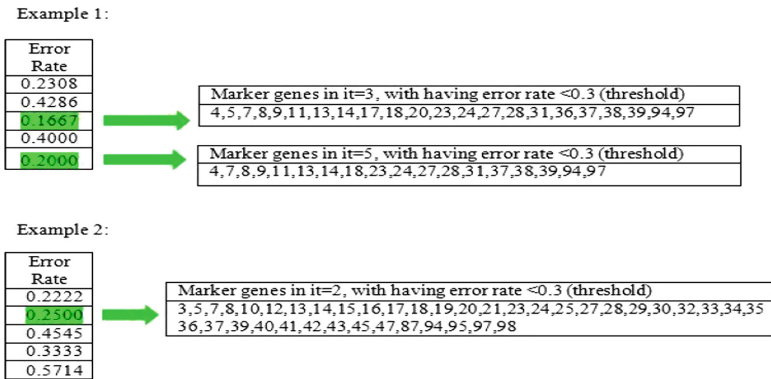 Example 1:
Error
Rate
0.2308
0.4286
0.1667
0.4000
0.2000
Marker genes in it=3, with having error rate <0.3 (threshold)
4,5,7,8,9,11,13,14,17,18,20,23,24,27,28,31,36,37,38,39,94,97
Marker genes in it=5, with having error rate <0.3 (threshold)
4,7,8,9,11,13,14,18,23,24,27,28,31,37,38,39,94,97
Example 2:
Error
Rate
0.2222
0.2500
0.4545
0.3333
0.5714
Marker genes in it=2, with having error rate <0.3 (threshold)
3,5,7,8,10,12,13,14,15,16,17,18,19,20,21,23,24,25,27,28,29,30,32,33,34,35
36,37,39,40,41,42,43,45,47,87,94,95,97,98